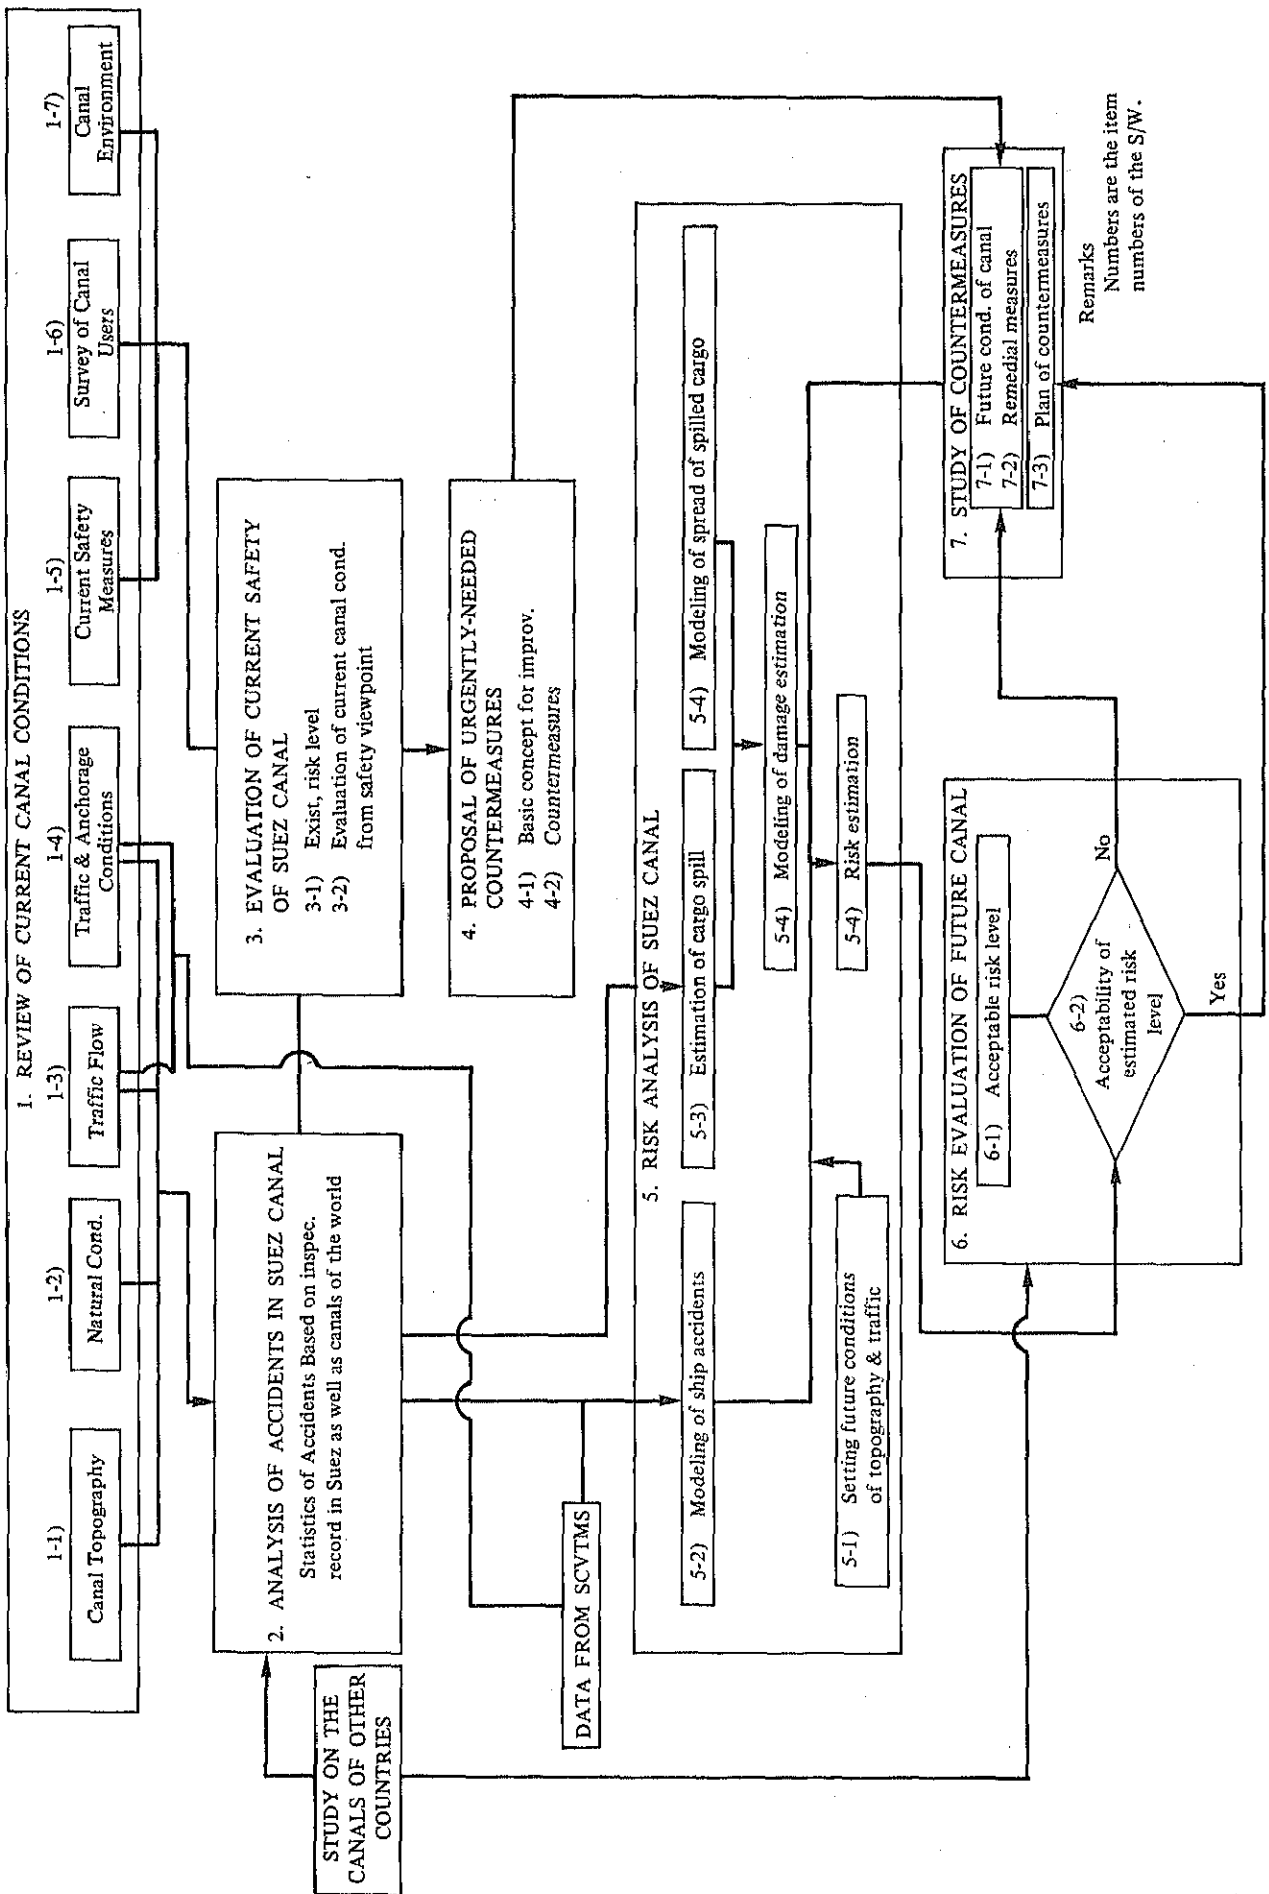 1. REVIEW OF CURRENT CANAL CONDITIONS
1-1)
Canal Topography
1-2)
Natural Cond.
1-3)
Traffic Flow
1-4)
Traffic & Anchorage
Conditions
1-5)
Current Safety
Measures
1-6)
Survey of Canal
Users
1-7)
Canal
Environment
STUDY ON THE
CANALS OF OTHER
COUNTRIES
2. ANALYSIS OF ACCIDENTS IN SUEZ CANAL
Statistics of Accidents Based on inspec.
record in Suez as well as canals of the world
3. EVALUATION OF CURRENT SAFETY
OF SUEZ CANAL
3-1) Exist, risk level
3-2) Evaluation of current canal cond.
from safety viewpoint
4. PROPOSAL OF URGENTLY-NEEDED
COUNTERMEASURES
4-1) Basic concept for improv.
4-2) Countermeasures
DATA FROM SCVTMS
5. RISK ANALYSIS OF SUEZ CANAL
5-2) Modeling of ship accidents
5-3) Estimation of cargo spill
5-4) Modeling of spread of spilled cargo
5-4) Modeling of damage estimation
5-1) Setting future conditions
of topography & traffic
5-4) Risk estimation
6. RISK EVALUATION OF FUTURE CANAL
6-1) Acceptable risk level
6-2)
Acceptability of
estimated risk
level
No
Yes
7. STUDY OF COUNTERMEASURES
7-1) Future cond. of canal
7-2) Remedial measures
7-3) Plan of countermeasures
Remarks
Numbers are the item
numbers of the S/W.